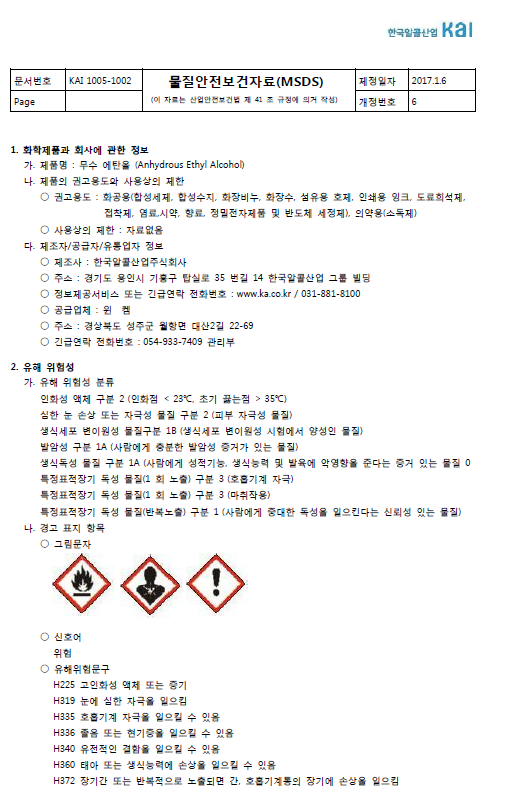 한국알콜산업 kai
문서번호 KAI 1005-1002 물질안전보건자료(MSDS) 제정일자 2017.1.6
Page (이 자료는 산업안전보건법 제 41 조 규정에 의거 작성) 개정번호 6
1. 화학제품과 회사에 관한 정보
가. 제품명 : 무수 에탄올 (Anhydrous Ethyl Alcohol)
나. 제품의 권고용도와 사용상의 제한
○ 권고용도 : 화공용(합성세제, 합성수지, 화장비누, 화장수, 섬유용 호제, 인쇄용 잉크, 도료희석제,
접착제, 염료,시약, 향료, 정밀전자제품 및 반도체 세정제), 의약용(소독제)
○ 사용상의 제한 : 자료없음
다. 제조자/공급자/유통업자 정보
○ 제조사 : 한국알콜산업주식회사
○ 주소 : 경기도 용인시 기흥구 탑실로 35 번길 14 한국알콜산업 그룹 빌딩
○ 정보제공서비스 또는 긴급연락 전화번호 : www.ka.co.kr / 031-881-8100
○ 공급업체 : 윈 켐
○ 주소 : 경상북도 성주군 월항면 대산2길 22-69
○ 긴급연락 전화번호 : 054-933-7409 관리부
2. 유해 위험성
가. 유해 위험성 분류
인화성 액체 구분 2 (인화점 < 23℃, 초기 끓는점 > 35℃)
심한 눈 손상 또는 자극성 물질 구분 2 (피부 자극성 물질)
생식세포 변이원성 물질구분 1B (생식세포 변이원성 시험에서 양성인 물질)
발암성 구분 1A (사람에게 충분한 발암성 증거가 있는 물질)
생식독성 물질 구분 1A (사람에게 성적기능, 생식능력 및 발육에 악영향을 준다는 증거 있는 물질 0
특정표적장기 독성 물질(1 회 노출) 구분 3 (호흡기계 자극)
특정표적장기 독성 물질(1 회 노출) 구분 3 (마취작용)
특정표적장기 독성 물질(반복노출) 구분 1 (사람에게 중대한 독성을 일으킨다는 신뢰성 있는 물질)
나. 경고 표지 항목
○ 그림문자
○ 신호어
위험
○ 유해위험문구
H225 고인화성 액체 또는 증기
H319 눈에 심한 자극을 일으킴
H335 호흡기계 자극을 일으킬 수 있음
H336 졸음 또는 현기증을 일으킬 수 있음
H340 유전적인 결함을 일으킬 수 있음
H360 태아 또는 생식능력에 손상을 일으킬 수 있음
H372 장기간 또는 반복적으로 노출되면 간, 호흡기계통의 장기에 손상을 일으킴